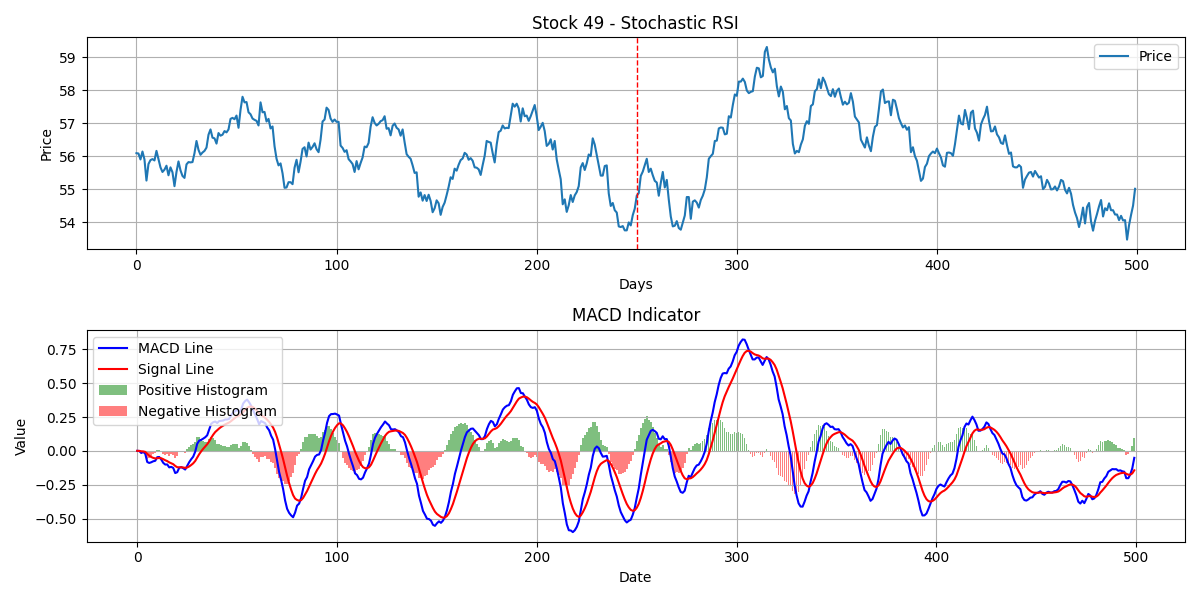 Stock 49 - Stochastic RSI
Price
59
58
57
56
55
54
Price
0 100 200 300 400 500
Days
MACD Indicator
MACD Line
Signal Line
Positive Histogram
Negative Histogram
0.75
0.50
0.25
0.00
−0.25
−0.50
Value
0 100 200 300 400 500
Date